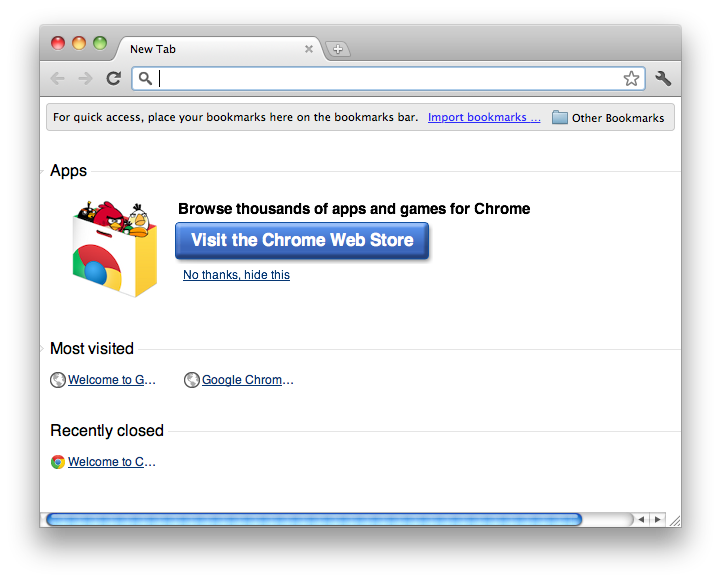 New Tab
For quick access, place your bookmarks here on the bookmarks bar. Import bookmarks ... Other Bookmarks
Apps
Browse thousands of apps and games for Chrome
Visit the Chrome Web Store
No thanks, hide this
Most visited
Welcome to G... Google Chrom...
Recently closed
Welcome to C...